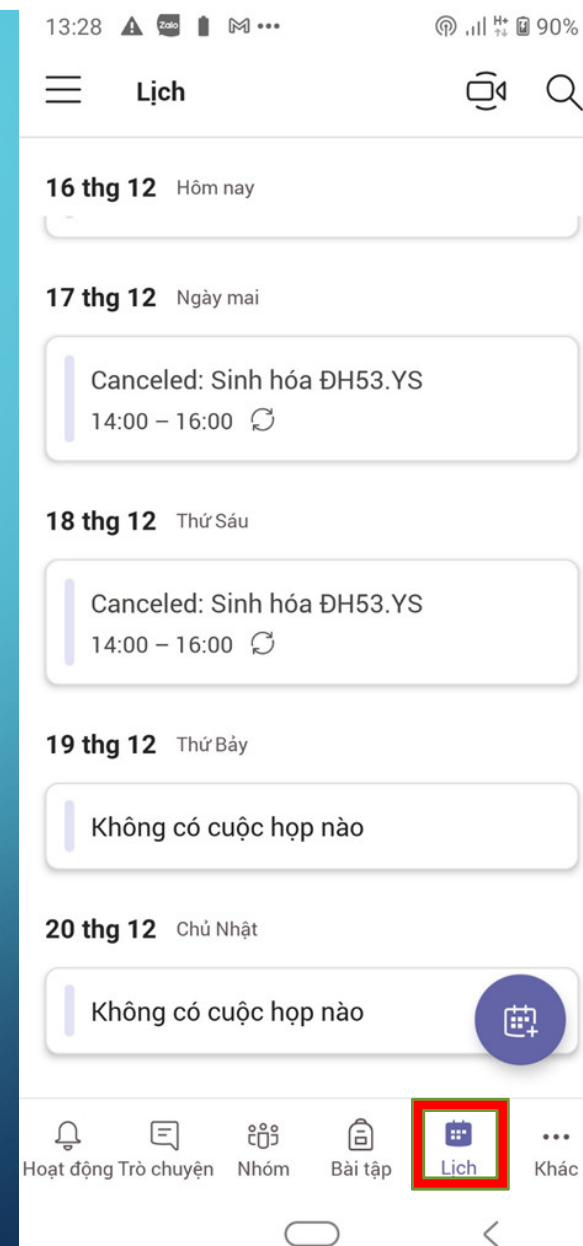 13:28 Zalo H+ 90%
Lịch
16 thg 12 Hôm nay
17 thg 12 Ngày mai
Canceled: Sinh hóa ĐH53.YS
14:00 – 16:00
18 thg 12 Thứ Sáu
Canceled: Sinh hóa ĐH53.YS
14:00 – 16:00
19 thg 12 Thứ Bảy
Không có cuộc họp nào
20 thg 12 Chủ Nhật
Không có cuộc họp nào
Hoạt động Trò chuyện Nhóm Bài tập Lịch Khác